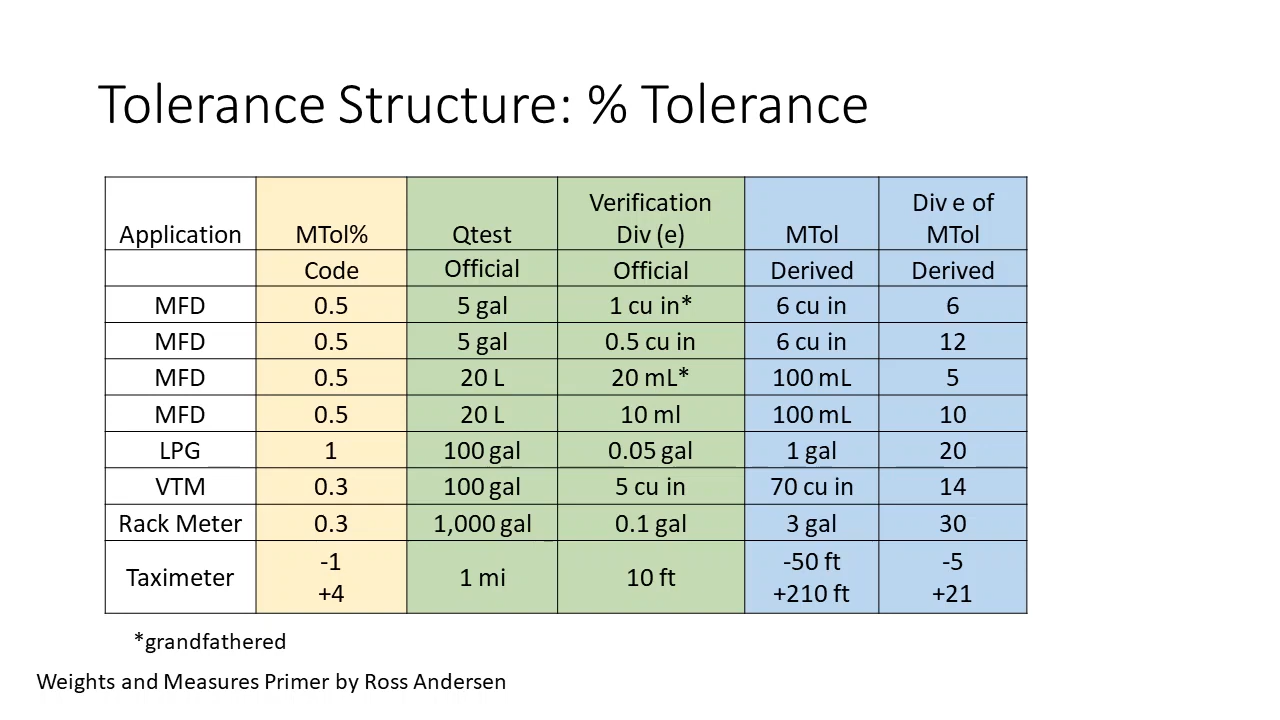 Tolerance Structure: % Tolerance
Application MTol% Qtest Verification Div (e) MTol Div e of MTol
Code Official Official Derived Derived
MFD 0.5 5 gal 1 cu in* 6 cu in 6
MFD 0.5 5 gal 0.5 cu in 6 cu in 12
MFD 0.5 20 L 20 mL* 100 mL 5
MFD 0.5 20 L 10 ml 100 mL 10
LPG 1 100 gal 0.05 gal 1 gal 20
VTM 0.3 100 gal 5 cu in 70 cu in 14
Rack Meter 0.3 1,000 gal 0.1 gal 3 gal 30
Taximeter -1 +4 1 mi 10 ft -50 ft +210 ft -5 +21
*grandfathered
Weights and Measures Primer by Ross Andersen